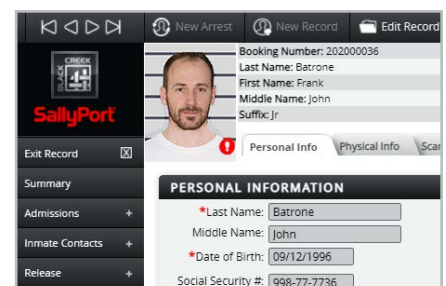 New Arrest
New Record
Edit Record
Booking Number: 202000036
Last Name: Batrone
First Name: Frank
Middle Name: John
Suffix: Jr
BLACK
CREEK
SallyPort
Personal Info
Physical Info
Scar
Exit Record X
Summary
Admissions +
Inmate Contacts +
Release +
PERSONAL INFORMATION
*Last Name: Batrone
Middle Name: John
*Date of Birth: 09/12/1996
Social Security #: 998-77-7736